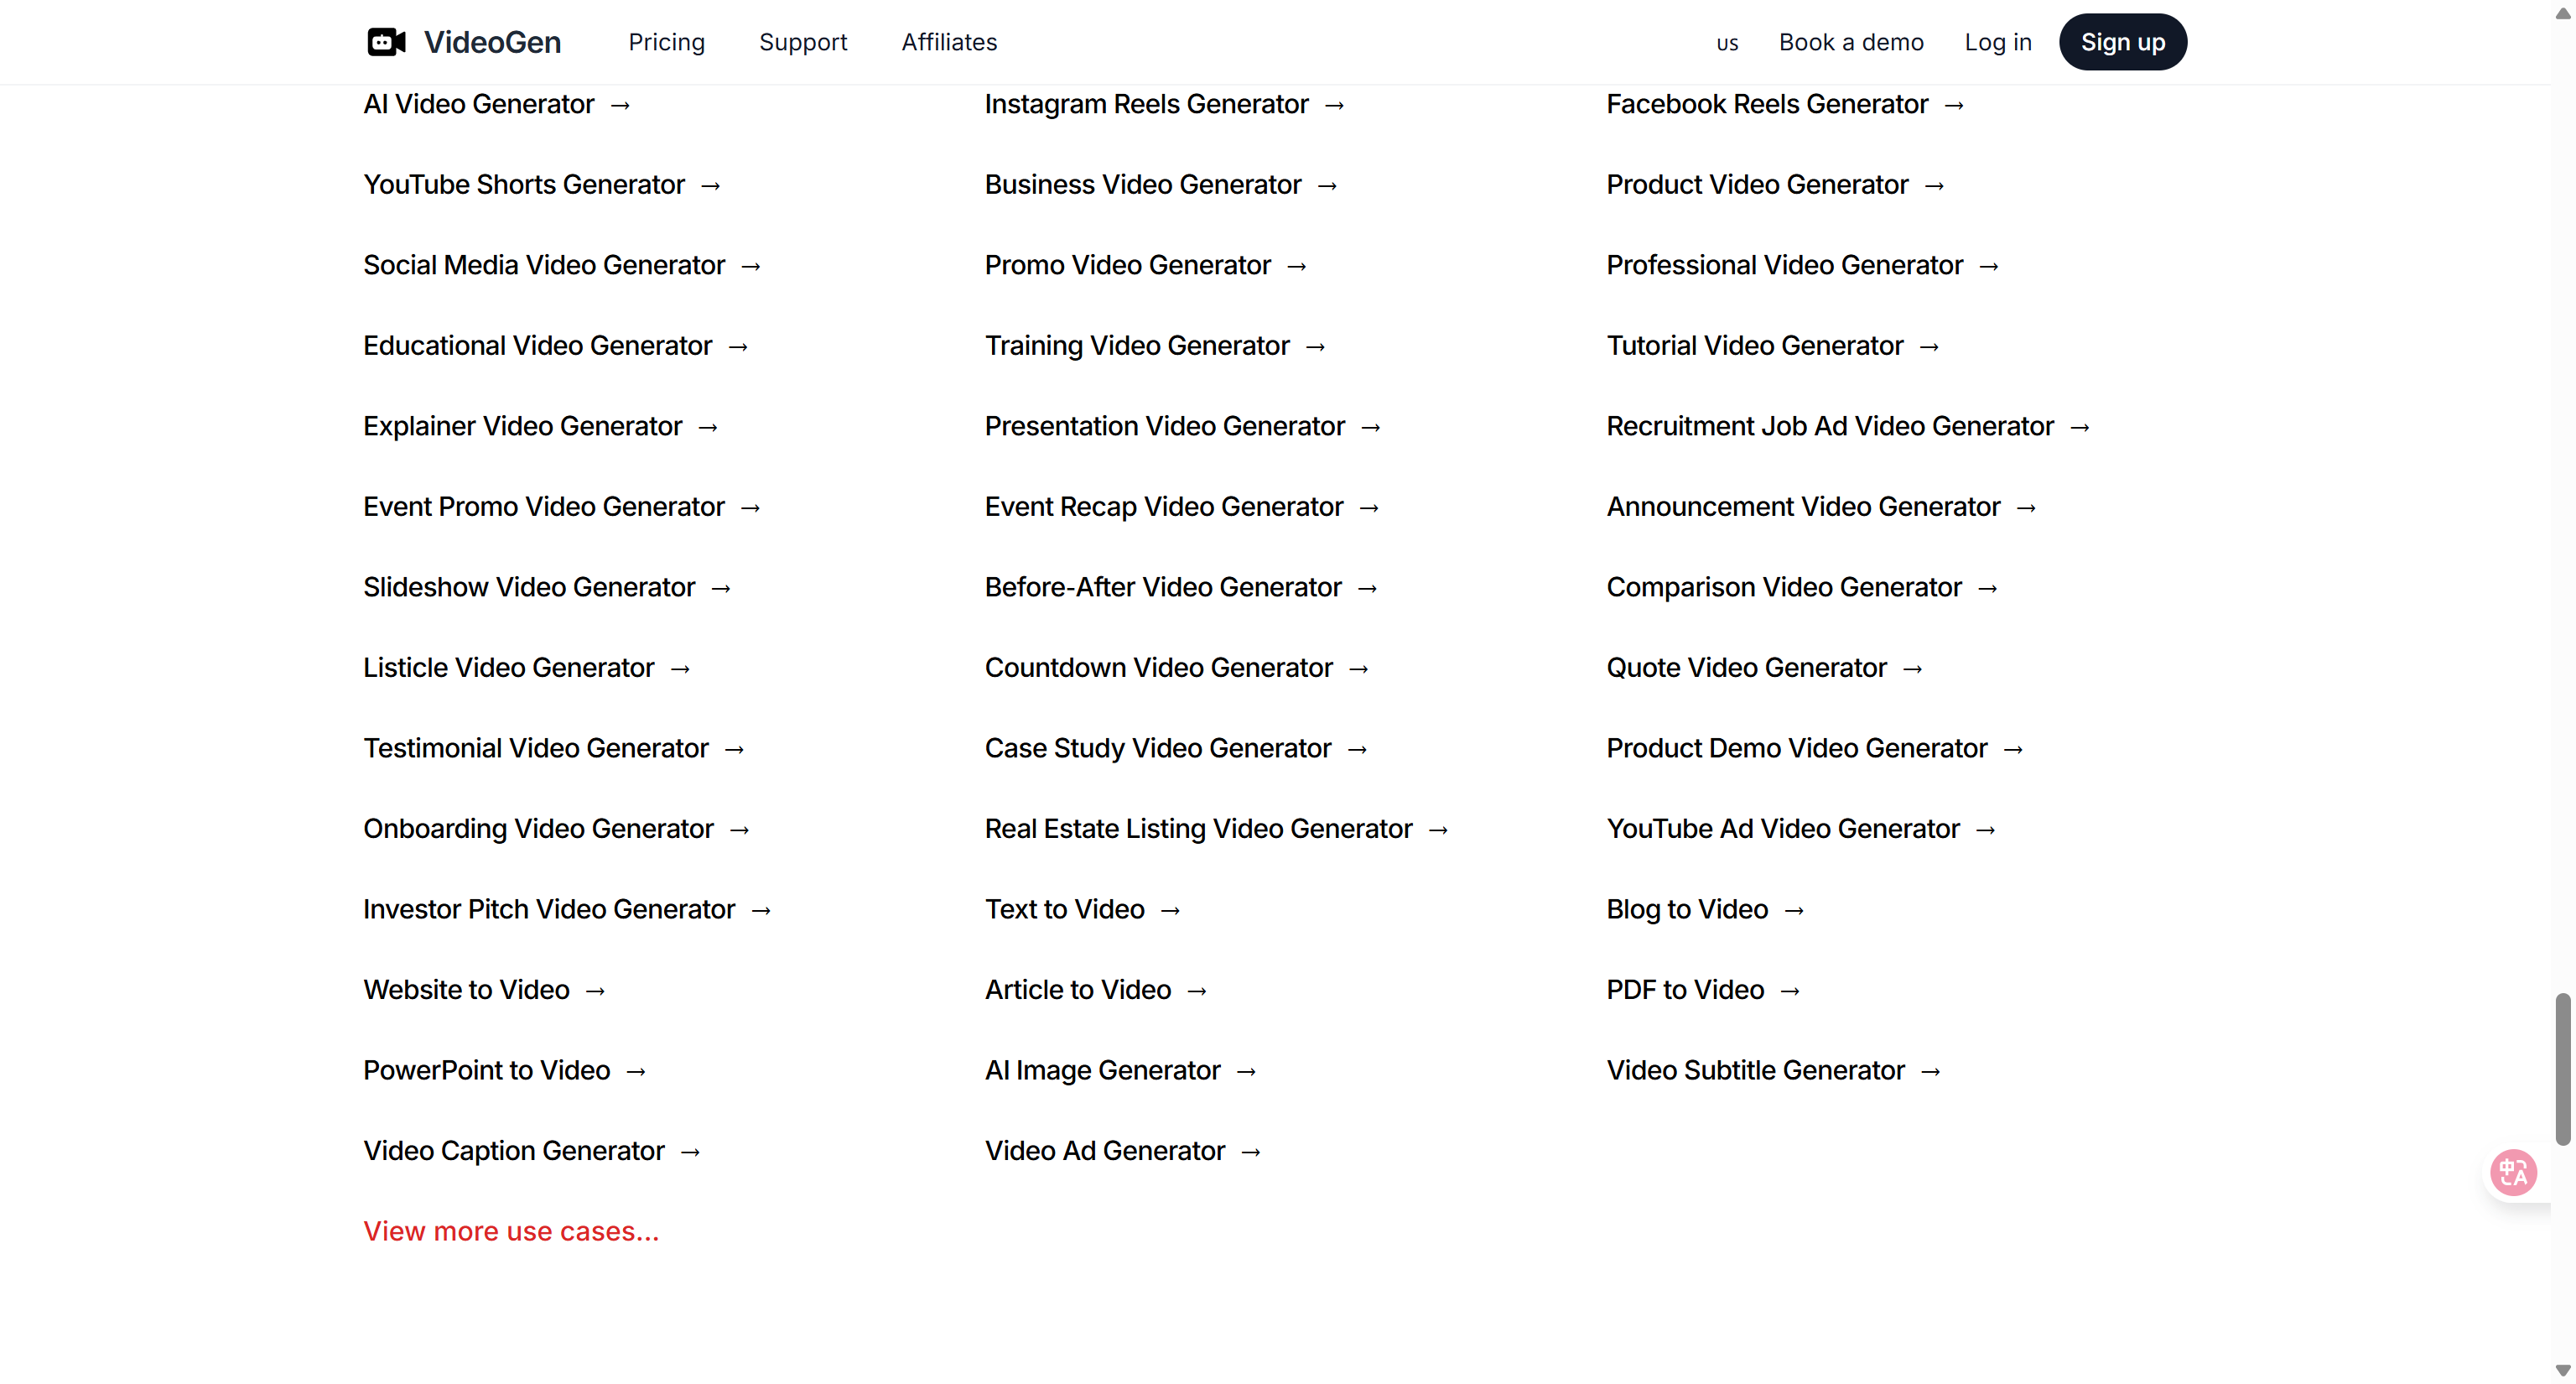 VideoGen Pricing Support Affiliates US Book a demo Log in Sign up
AI Video Generator → Instagram Reels Generator → Facebook Reels Generator →
YouTube Shorts Generator → Business Video Generator → Product Video Generator →
Social Media Video Generator → Promo Video Generator → Professional Video Generator →
Educational Video Generator → Training Video Generator → Tutorial Video Generator →
Explainer Video Generator → Presentation Video Generator → Recruitment Job Ad Video Generator →
Event Promo Video Generator → Event Recap Video Generator → Announcement Video Generator →
Slideshow Video Generator → Before-After Video Generator → Comparison Video Generator →
Listicle Video Generator → Countdown Video Generator → Quote Video Generator →
Testimonial Video Generator → Case Study Video Generator → Product Demo Video Generator →
Onboarding Video Generator → Real Estate Listing Video Generator → YouTube Ad Video Generator →
Investor Pitch Video Generator → Text to Video → Blog to Video →
Website to Video → Article to Video → PDF to Video →
PowerPoint to Video → AI Image Generator → Video Subtitle Generator →
Video Caption Generator → Video Ad Generator →
中 A
View more use cases...